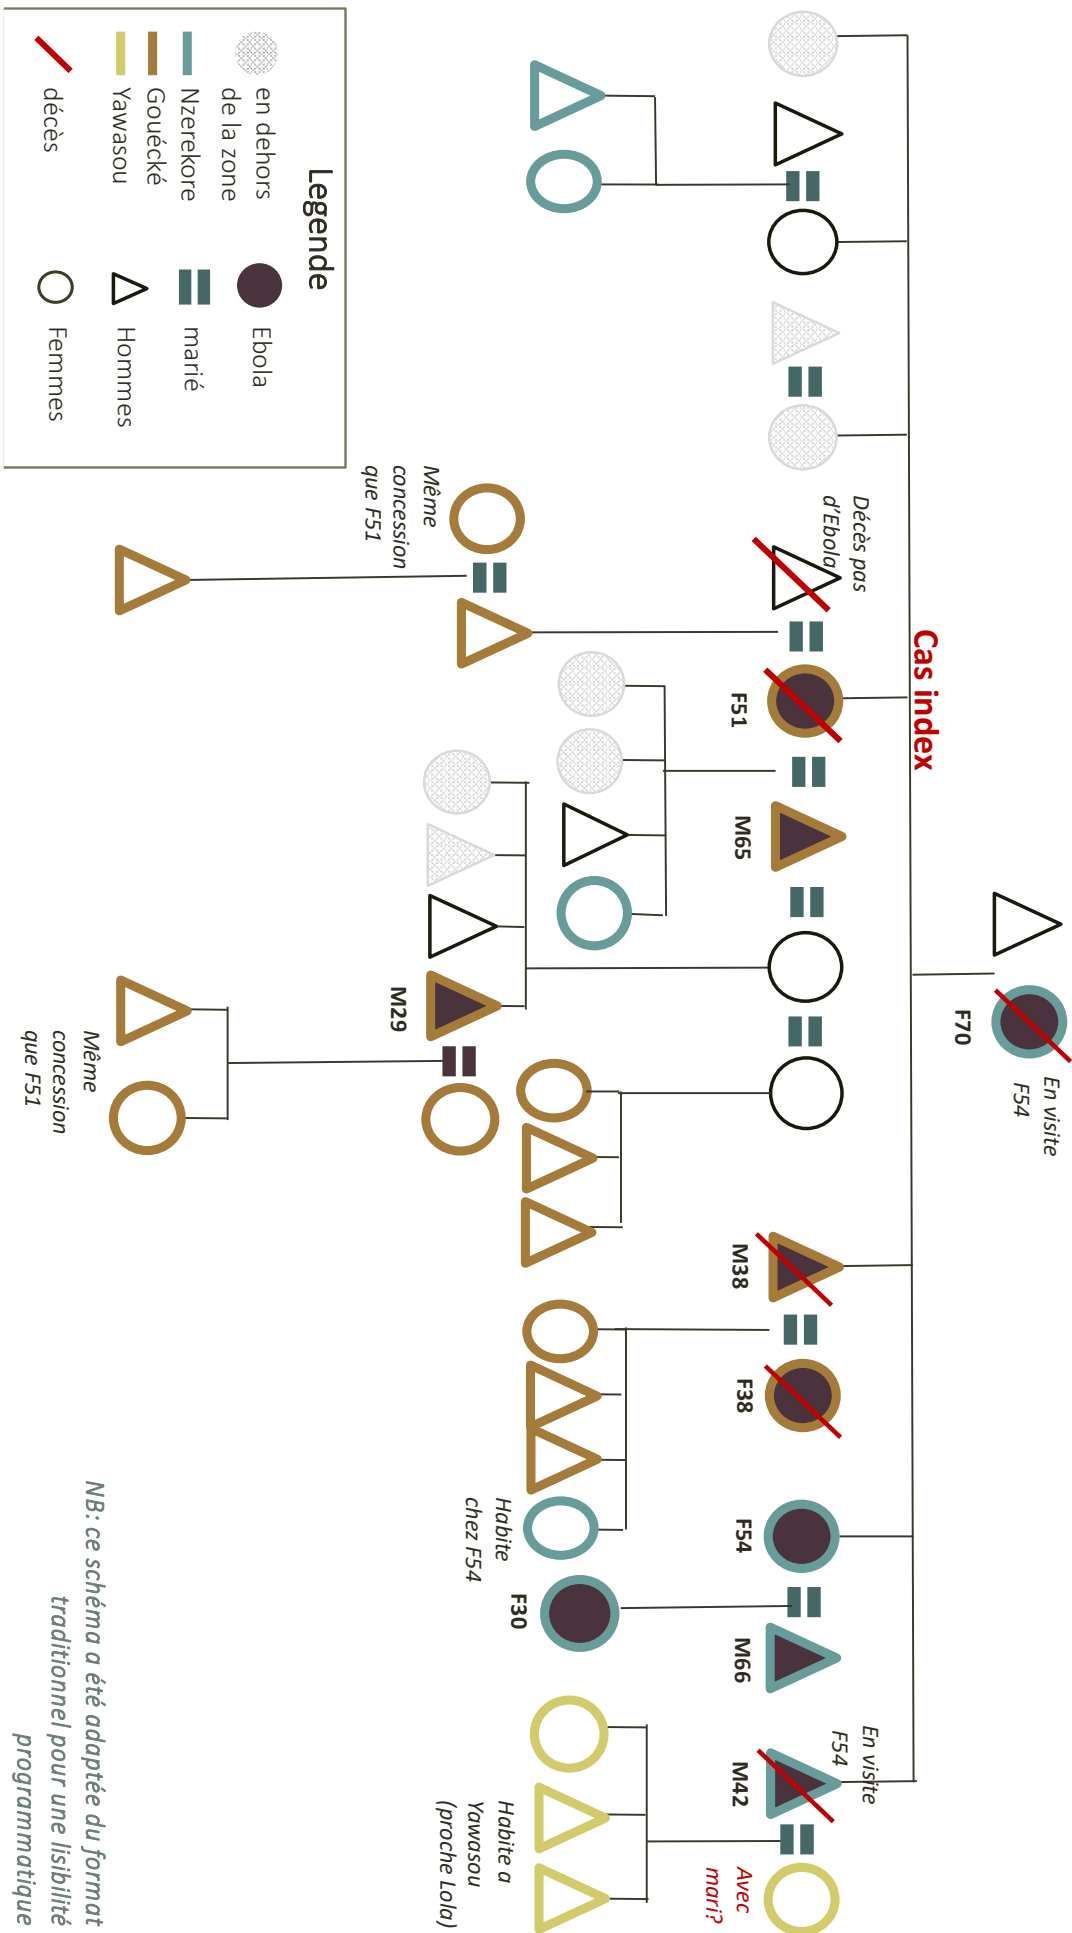 En visite
F54
F70
Cas index
Décès pas
d'Ebola
F51
M65
M38
F38
F54
M66
En visite
F54
M42
Avec
mari?
Même
concession
que F51
M29
Habite
chez F54
F30
Habite a
Yawasou
(proche Lola)
Même
concession
que F51
Legende
en dehors
de la zone
Nzerekore
Gouécké
Yawasou
décès
Ebola
marié
Hommes
Femmes
NB: ce schéma a été adaptée du format
traditionnel pour une lisibilité
programmatique